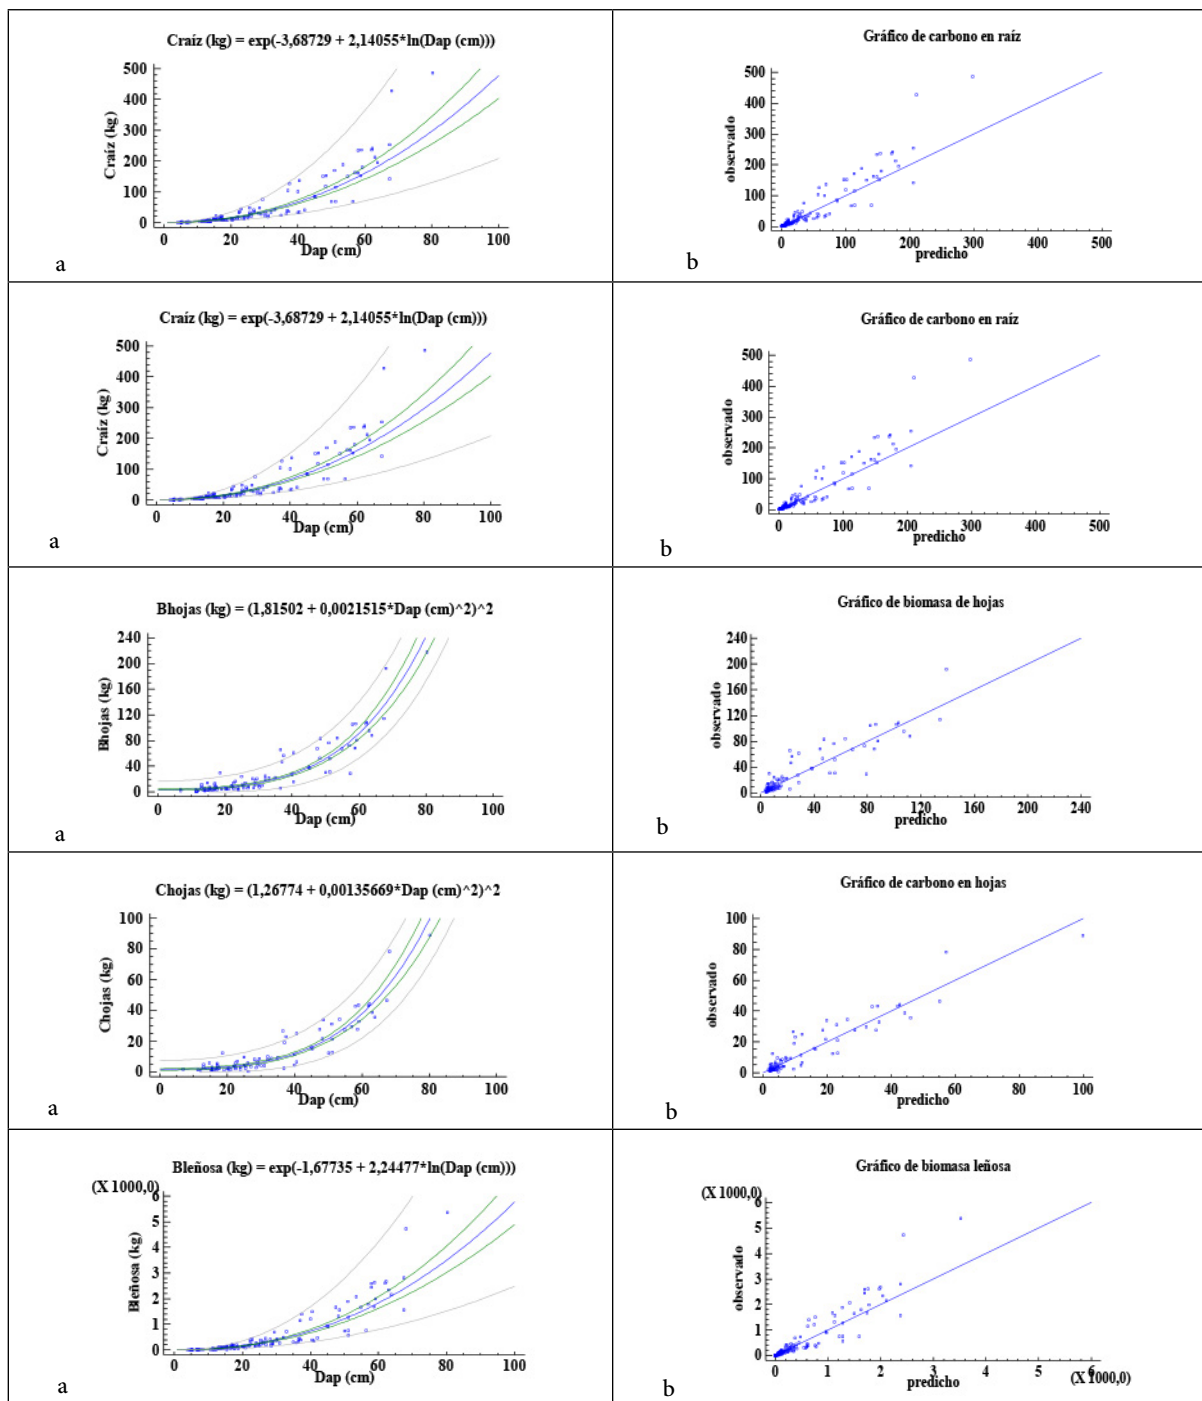 Craíz (kg) = exp(-3,68729 + 2,14055*ln(Dap (cm)))
Craíz (kg)
500
400
300
200
100
0
0 20 40 60 80 100
Dap (cm)
a
Gráfico de carbono en raíz
observado
500
400
300
200
100
0
0 100 200 300 400 500
predicho
b
Craíz (kg) = exp(-3,68729 + 2,14055*ln(Dap (cm)))
Craíz (kg)
500
400
300
200
100
0
0 20 40 60 80 100
Dap (cm)
a
Gráfico de carbono en raíz
observado
500
400
300
200
100
0
0 100 200 300 400 500
predicho
b
Bhojas (kg) = (1,81502 + 0,0021515*Dap (cm)^2)^2
Bhojas (kg)
240
200
160
120
80
40
0
0 20 40 60 80 100
Dap (cm)
a
Gráfico de biomasa de hojas
observado
240
200
160
120
80
40
0
0 40 80 120 160 200 240
predicho
b
Chojas (kg) = (1,26774 + 0,00135669*Dap (cm)^2)^2
Chojas (kg)
100
80
60
40
20
0
0 20 40 60 80 100
Dap (cm)
a
Gráfico de carbono en hojas
observado
100
80
60
40
20
0
0 20 40 60 80 100
predicho
b
Bleñosa (kg) = exp(-1,67735 + 2,24477*ln(Dap (cm)))
(X 1000,0)
Bleñosa (kg)
6
5
4
3
2
1
0
0 20 40 60 80 100
Dap (cm)
a
Gráfico de biomasa leñosa
(X 1000,0)
observado
6
5
4
3
2
1
0
0 1 2 3 4 5 6
predicho
(X 1000,0)
b